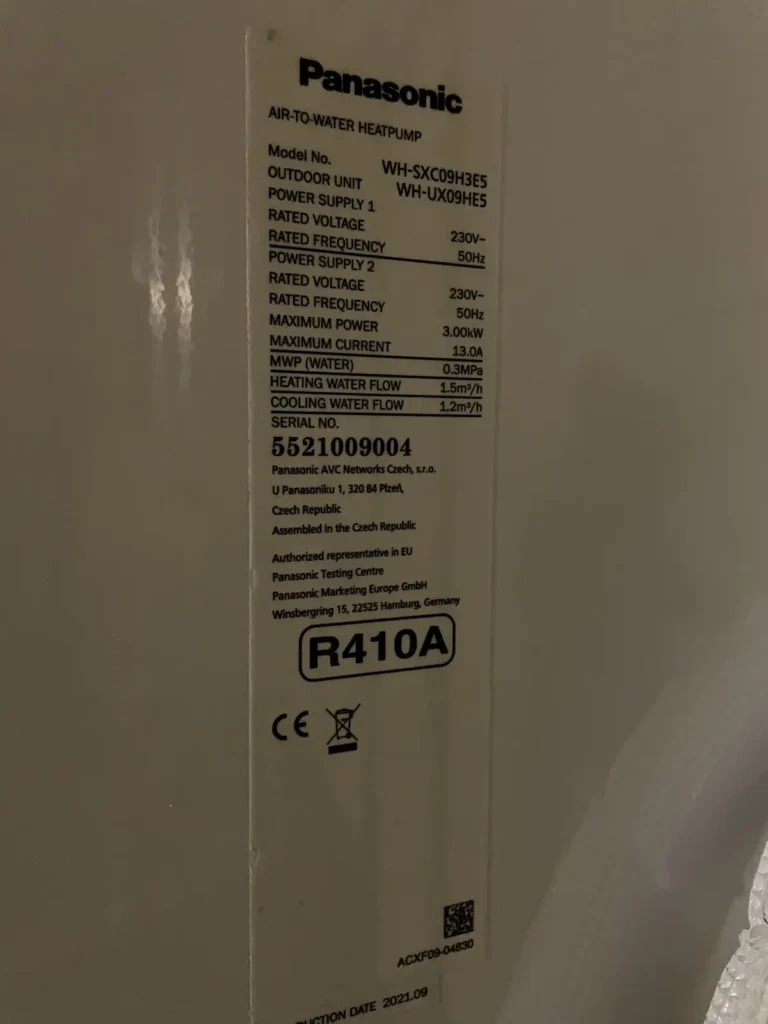 Panasonic
AIR-TO-WATER HEATPUMP
Model No. WH-SXC09H3E5
OUTDOOR UNIT WH-UX09HE5
POWER SUPPLY 1
RATED VOLTAGE 230V~
RATED FREQUENCY 50Hz
POWER SUPPLY 2
RATED VOLTAGE 230V~
RATED FREQUENCY 50Hz
MAXIMUM POWER 3.00kW
MAXIMUM CURRENT 13.0A
MWP (WATER) 0.3MPa
HEATING WATER FLOW 1.5m³/h
COOLING WATER FLOW 1.2m³/h
SERIAL NO.
5521009004
Panasonic AVC Networks Czech, s.r.o.
U Panasoniku 1, 320 84 Plzeň,
Czech Republic
Assembled in the Czech Republic
Authorized representative in EU
Panasonic Testing Centre
Panasonic Marketing Europe GmbH
Winsbergring 15, 22525 Hamburg, Germany
R410A
CE
ACXF09-04830
UCTION DATE 2021.09